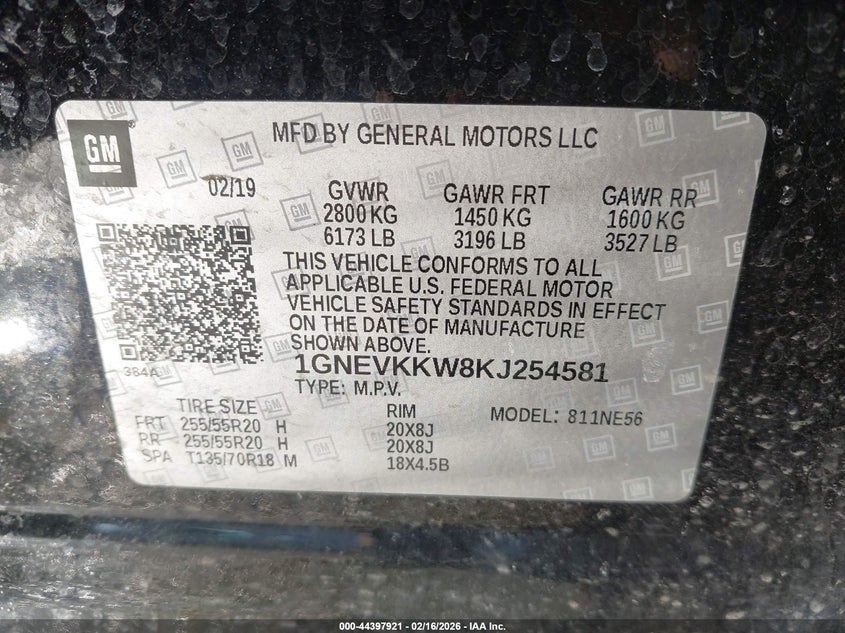 GM
MFD BY GENERAL MOTORS LLC
02/19
GVWR GAWR FRT GAWR RR
2800 KG 1450 KG 1600 KG
6173 LB 3196 LB 3527 LB
THIS VEHICLE CONFORMS TO ALL
APPLICABLE U.S. FEDERAL MOTOR
VEHICLE SAFETY STANDARDS IN EFFECT
ON THE DATE OF MANUFACTURE
SHOWN ABOVE.
384A
1GNEVKKW8KJ254581
TYPE: M.P.V.
TIRE SIZE RIM MODEL: 811NE56
FRT 255/55R20 H 20X8J
RR 255/55R20 H 20X8J
SPA T135/70R18 M 18X4.5B
000-44397921 - 02/16/2026 - IAA Inc.